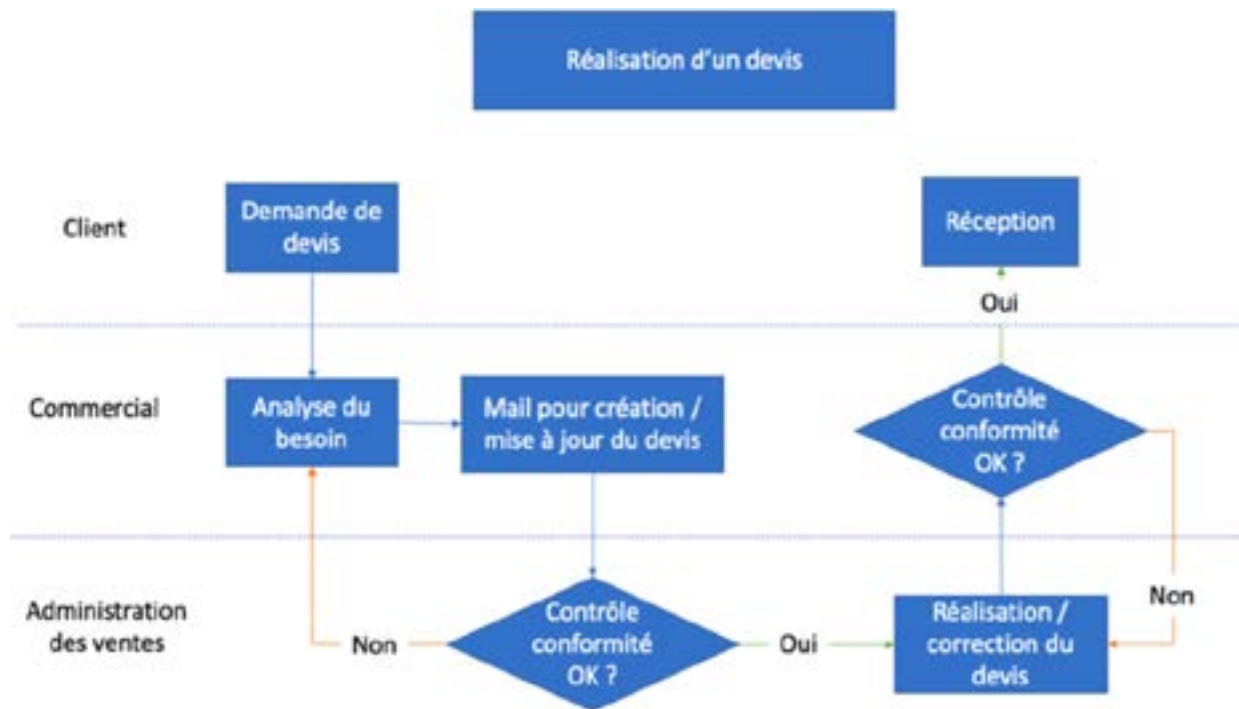 Réalisation d'un devis
Client
Demande de
devis
Réception
Oui
Commercial
Analyse du
besoin
Mail pour création /
mise à jour du devis
Contrôle
conformité
OK ?
Administration
des ventes
Non
Contrôle
conformité
OK ?
Oui
Réalisation /
correction du
devis
Non